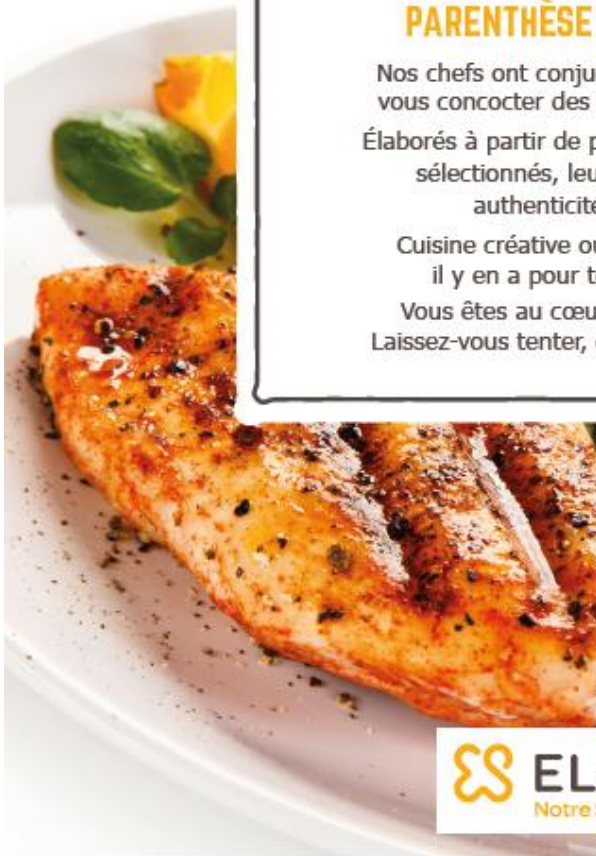 PARENTHÈSE
Nos chefs ont conju
vous concocter des
Élaborés à partir de p
sélectionnés, leu
authenticité
Cuisine créative ou
il y en a pour t
Vous êtes au cœu
Laissez-vous tenter,
EL
Notre